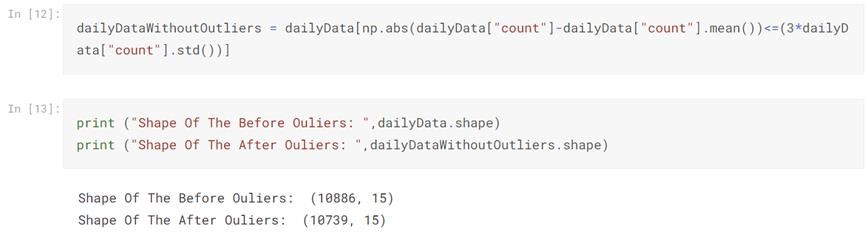 In [12]:
dailyDataWithoutOutliers = dailyData[np.abs(dailyData["count"]-dailyData["count"].mean())<=(3*dailyD
ata["count"].std())]
In [13]:
print ("Shape Of The Before Ouliers: ",dailyData.shape)
print ("Shape Of The After Ouliers: ",dailyDataWithoutOutliers.shape)
Shape Of The Before Ouliers:  (10886, 15)
Shape Of The After Ouliers:  (10739, 15)